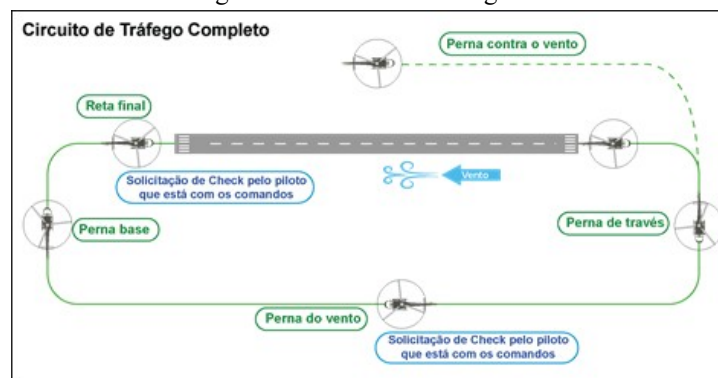 Circuito de Tráfego Completo
Perna contra o vento
Reta final
Solicitação de Check pelo piloto
que está com os comandos
Vento
Perna base
Perna de través
Perna do vento
Solicitação de Check pelo piloto
que está com os comandos